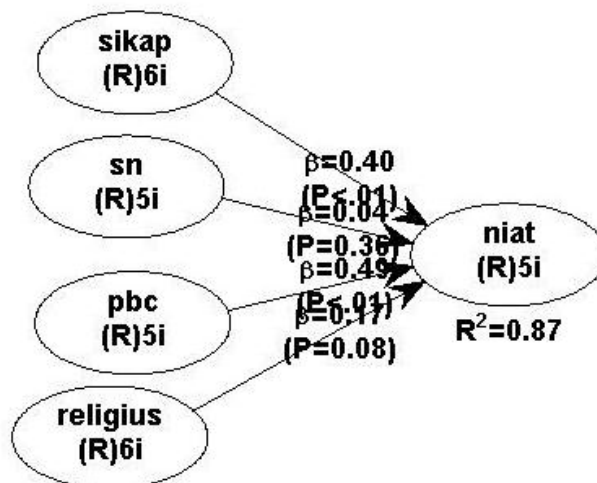 sikap
(R)6i
sn
(R)5i
pbc
(R)5i
religius
(R)6i
β=0.40
(P<.01)
β=0.04
(P=0.36)
β=0.49
(P<.01)
β=0.17
(P=0.08)
niat
(R)5i
R²=0.87